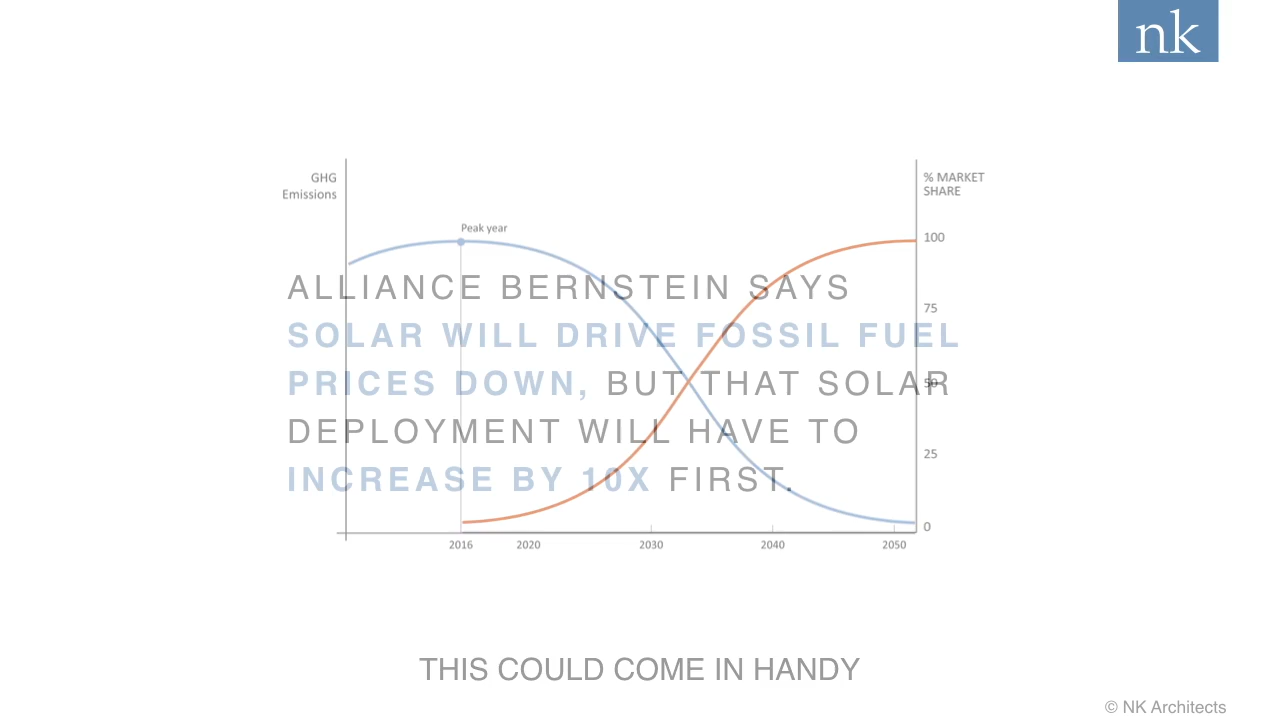 nk
GHG
Emissions
% MARKET
SHARE
Peak year
100
75
50
25
0
ALLIANCE BERNSTEIN SAYS
SOLAR WILL DRIVE FOSSIL FUEL
PRICES DOWN, BUT THAT SOLAR
DEPLOYMENT WILL HAVE TO
INCREASE BY 10X FIRST.
2016 2020 2030 2040 2050
THIS COULD COME IN HANDY
© NK Architects